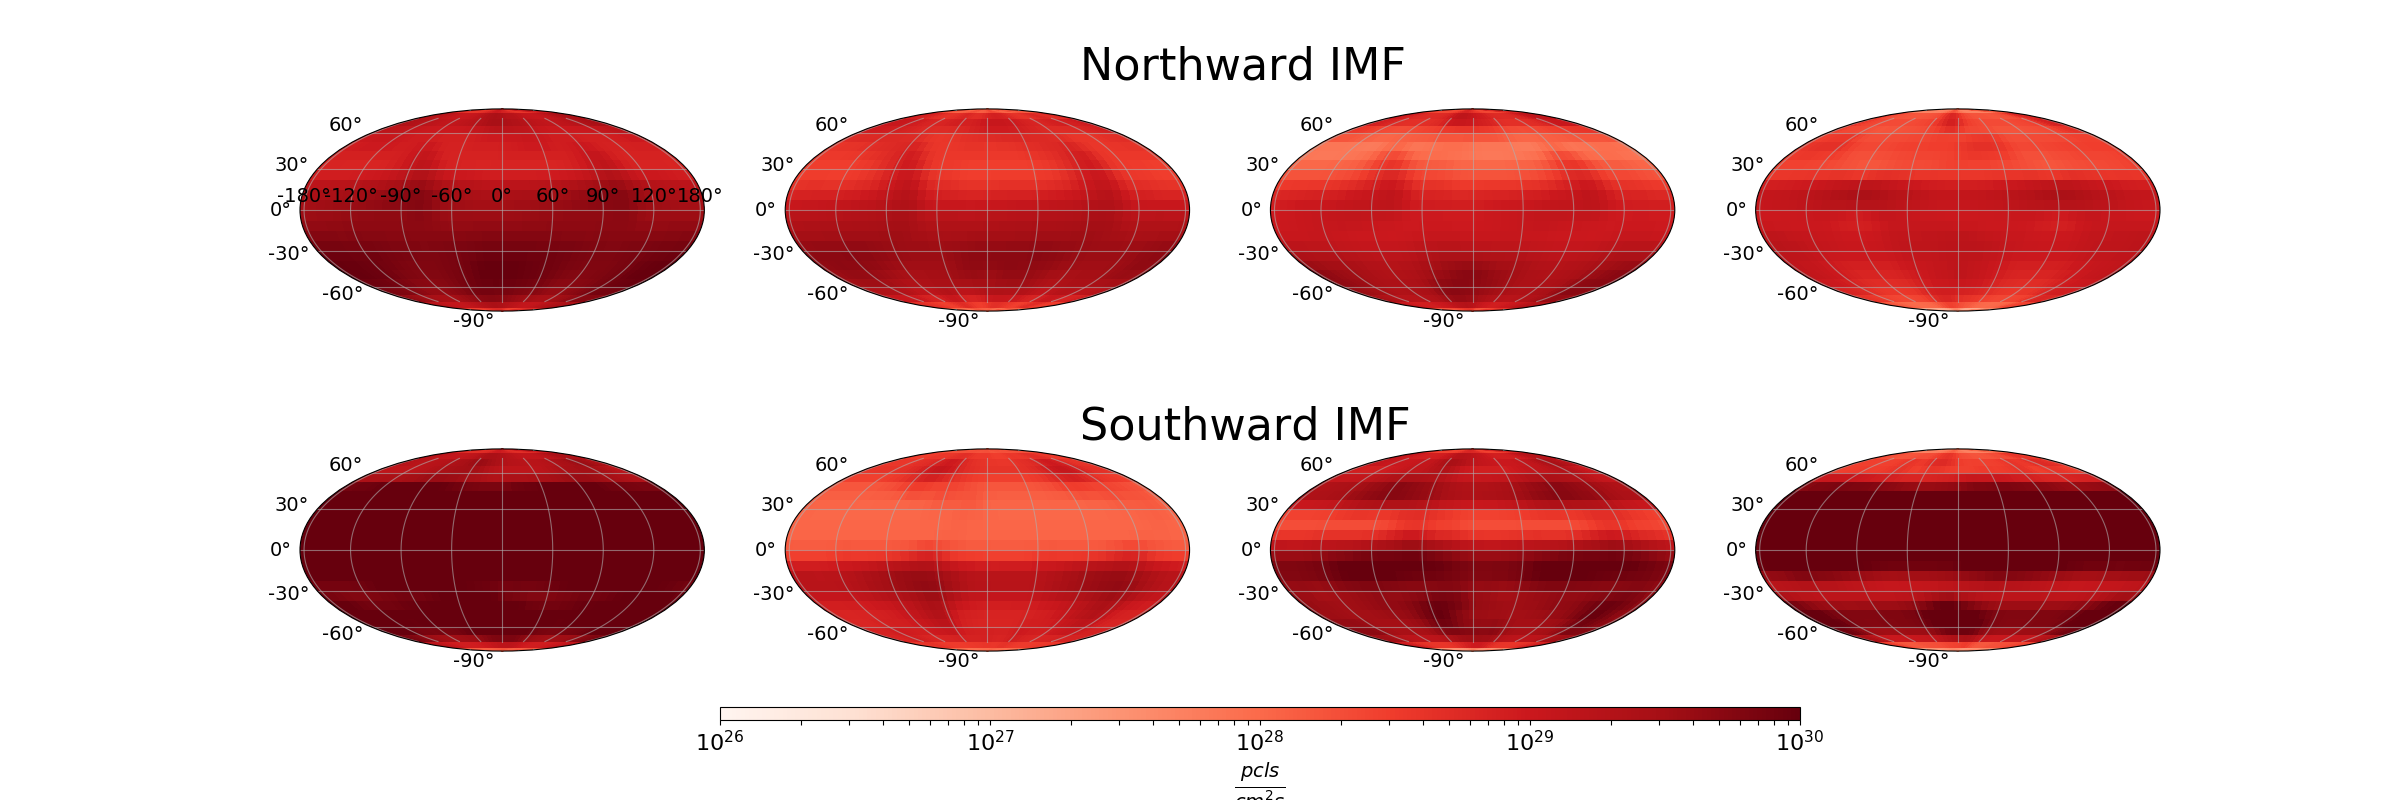 Northward IMF
60° 60° 60° 60°
30° 30° 30° 30°
-180° -120° -90° -60° 0° 60° 90° 120° 180°
0° 0° 0° 0°
-30° -30° -30° -30°
-60° -60° -60° -60°
-90° -90° -90° -90°
Southward IMF
60° 60° 60° 60°
30° 30° 30° 30°
0° 0° 0° 0°
-30° -30° -30° -30°
-60° -60° -60° -60°
-90° -90° -90° -90°
10^26 10^27 10^28 10^29 10^30
pcls
cm^2s